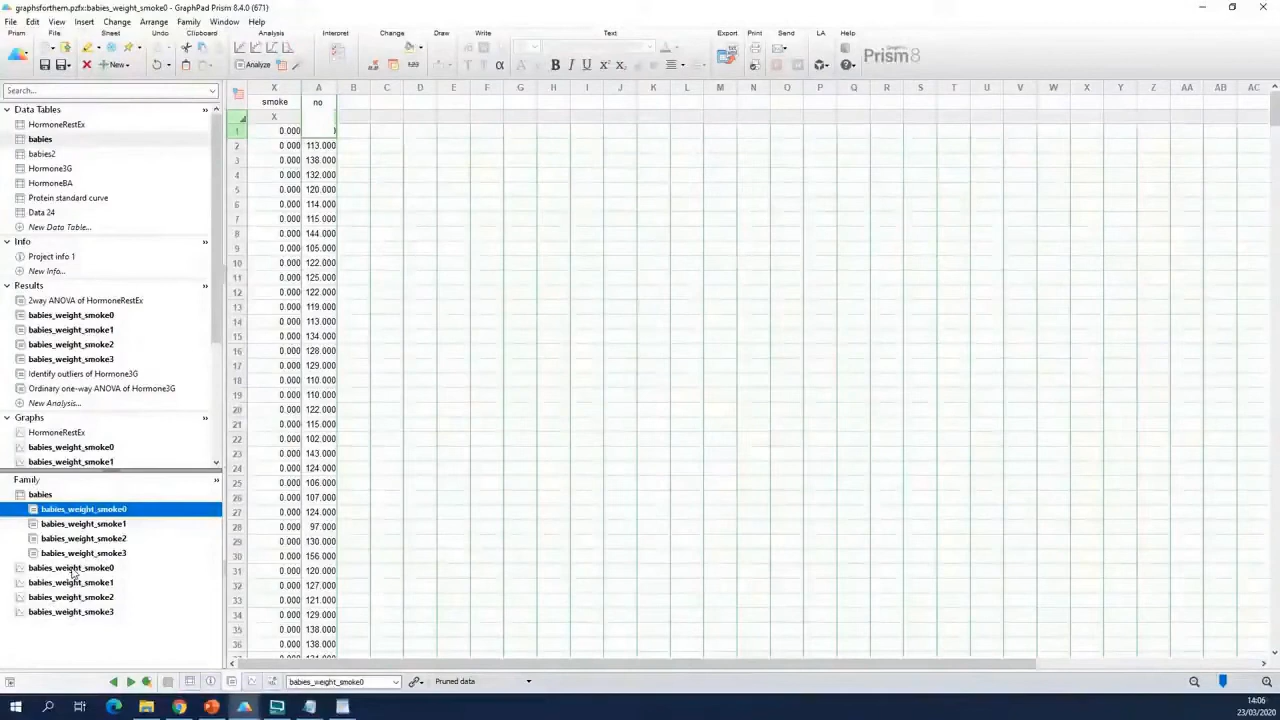 graphsforthem.pzfx:babies_weight_smoke0 - GraphPad Prism 8.4.0 (671)
File Edit View Insert Change Arrange Family Window Help
Prism File Sheet Undo Clipboard Analysis Interpret Change Draw Write Text Export Print Send LA Help
New Analyze Prism8
Search...
Data Tables
HormoneRestEx
babies
babies2
Hormone3G
HormoneBA
Protein standard curve
Data 24
New Data Table...
Info
Project info 1
New Info...
Results
2way ANOVA of HormoneRestEx
babies_weight_smoke0
babies_weight_smoke1
babies_weight_smoke2
babies_weight_smoke3
Identify outliers of Hormone3G
Ordinary one-way ANOVA of Hormone3G
New Analysis...
Graphs
HormoneRestEx
babies_weight_smoke0
babies_weight_smoke1
Family
babies
babies_weight_smoke0
babies_weight_smoke1
babies_weight_smoke2
babies_weight_smoke3
babies_weight_smoke0
babies_weight_smoke1
babies_weight_smoke2
babies_weight_smoke3
X A B C D E F G H I J K L M N O P Q R S T U V W X Y Z AA AB AC
smoke no
X
1 0.000
2 0.000 113.000
3 0.000 138.000
4 0.000 132.000
5 0.000 120.000
6 0.000 114.000
7 0.000 115.000
8 0.000 144.000
9 0.000 105.000
10 0.000 122.000
11 0.000 125.000
12 0.000 122.000
13 0.000 119.000
14 0.000 113.000
15 0.000 134.000
16 0.000 128.000
17 0.000 129.000
18 0.000 110.000
19 0.000 110.000
20 0.000 122.000
21 0.000 115.000
22 0.000 102.000
23 0.000 143.000
24 0.000 124.000
25 0.000 106.000
26 0.000 107.000
27 0.000 124.000
28 0.000 97.000
29 0.000 130.000
30 0.000 156.000
31 0.000 120.000
32 0.000 127.000
33 0.000 121.000
34 0.000 129.000
35 0.000 138.000
36 0.000 138.000
babies_weight_smoke0 Pruned data
14:06
23/03/2020